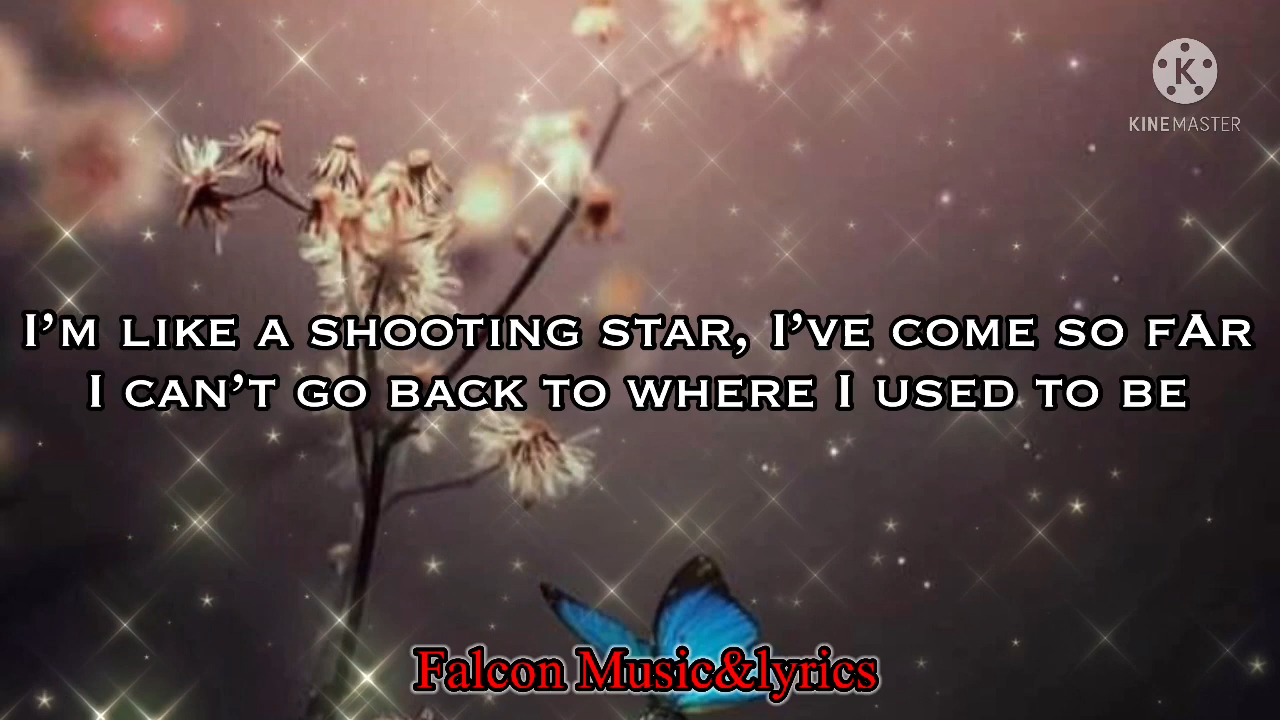 KINEMASTER
I'M LIKE A SHOOTING STAR, I'VE COME SO FAR
I CAN'T GO BACK TO WHERE I USED TO BE
Falcon Music&lyrics